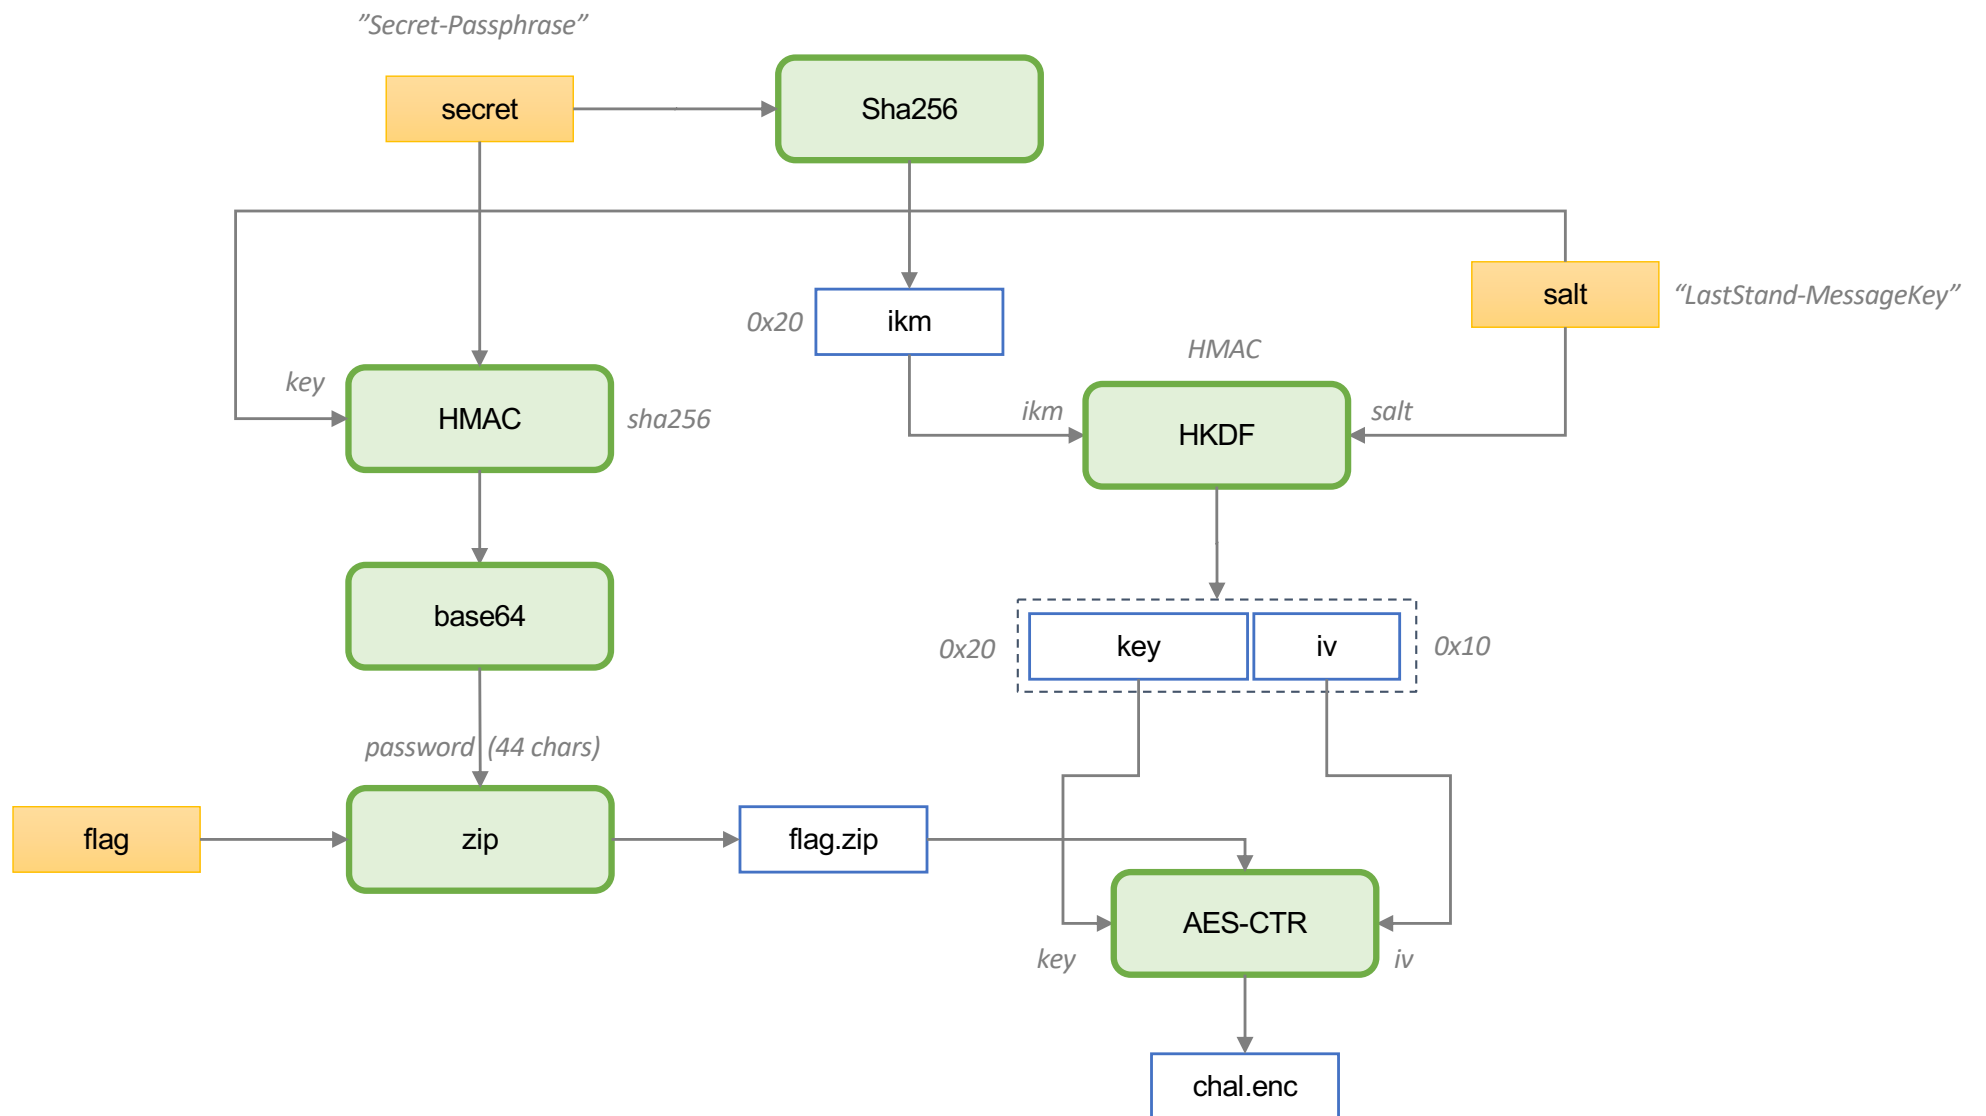 ”Secret-Passphrase”
secret
Sha256
salt
“LastStand-MessageKey”
0x20
ikm
HMAC
key
HMAC
sha256
ikm
HKDF
salt
base64
0x20
key
iv
0x10
password (44 chars)
flag
zip
flag.zip
AES-CTR
key
iv
chal.enc